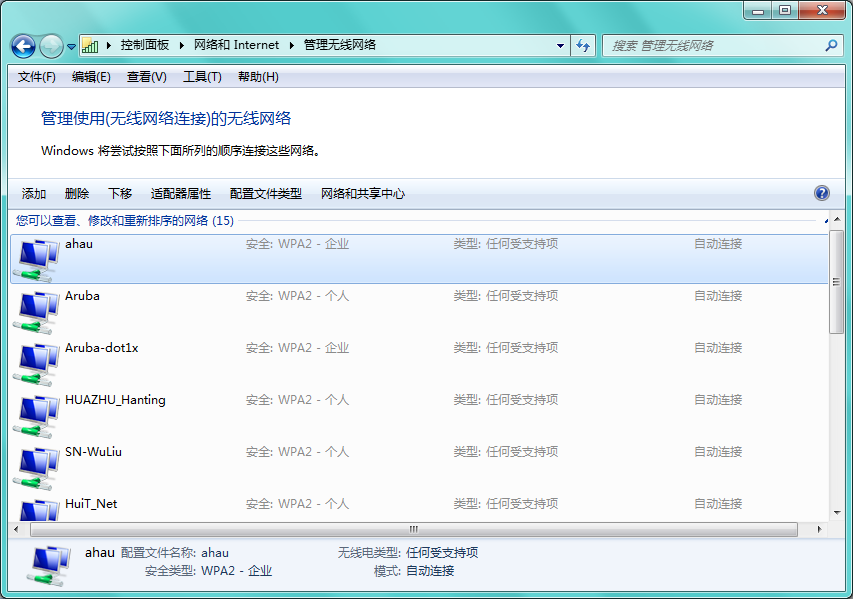 控制面板 ▸ 网络和 Internet ▸ 管理无线网络
搜索 管理无线网络
文件(F) 编辑(E) 查看(V) 工具(T) 帮助(H)
管理使用(无线网络连接)的无线网络
Windows 将尝试按照下面所列的顺序连接这些网络。
添加 删除 下移 适配器属性 配置文件类型 网络和共享中心
您可以查看、修改和重新排序的网络 (15)
ahau 安全: WPA2 - 企业 类型: 任何受支持项 自动连接
Aruba 安全: WPA2 - 个人 类型: 任何受支持项 自动连接
Aruba-dot1x 安全: WPA2 - 企业 类型: 任何受支持项 自动连接
HUAZHU_Hanting 安全: WPA2 - 个人 类型: 任何受支持项 自动连接
SN-WuLiu 安全: WPA2 - 个人 类型: 任何受支持项 自动连接
HuiT_Net 安全: WPA2 - 个人 类型: 任何受支持项 自动连接
ahau 配置文件名称: ahau 无线电类型: 任何受支持项
安全类型: WPA2 - 企业 模式: 自动连接